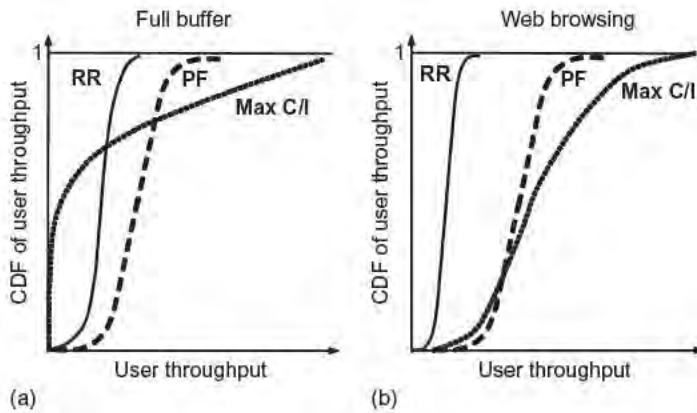 Full buffer
1
RR
PF
Max C/I
CDF of user throughput
User throughput
(a)
Web browsing
1
RR
PF
Max C/I
CDF of user throughput
User throughput
(b)